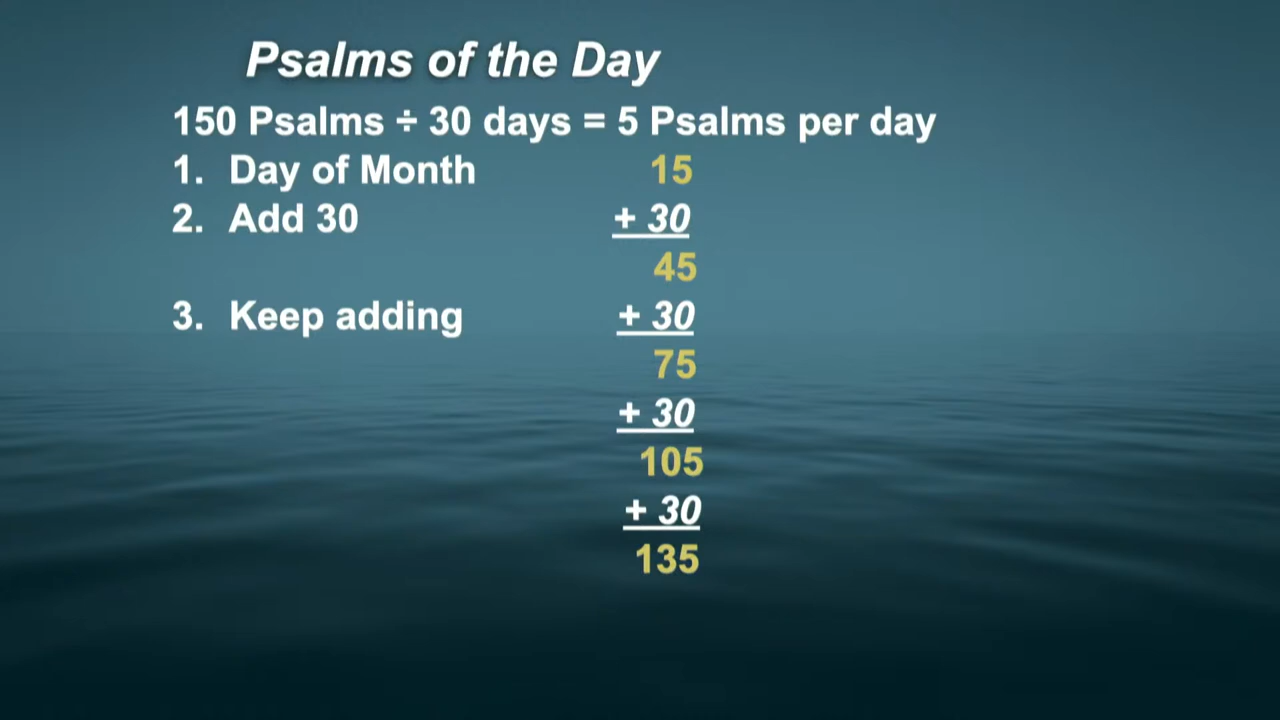 Psalms of the Day
150 Psalms ÷ 30 days = 5 Psalms per day
1. Day of Month 15
2. Add 30 + 30
45
3. Keep adding + 30
75
+ 30
105
+ 30
135